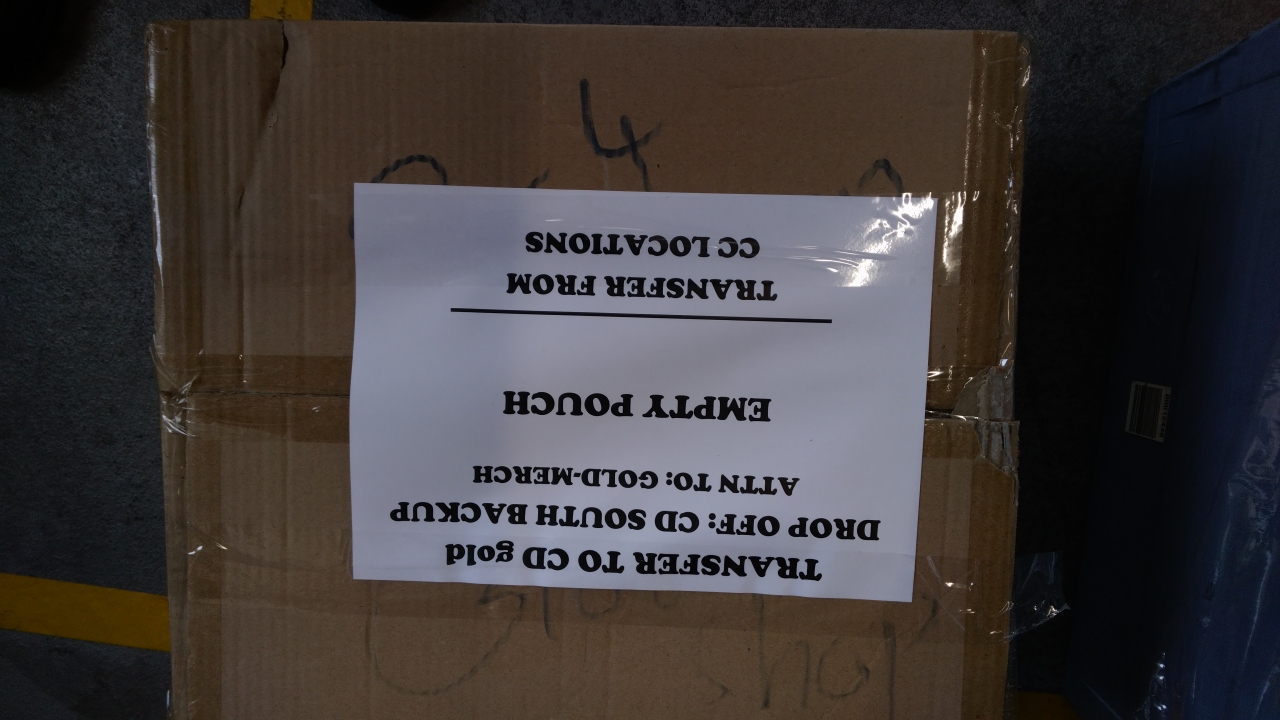 TRANSFER TO CD gold
DROP OFF: CD SOUTH BACKUP
ATTN TO: GOLD-MERCH
EMPTY POUCH
TRANSFER FROM
CC LOCATIONS
4